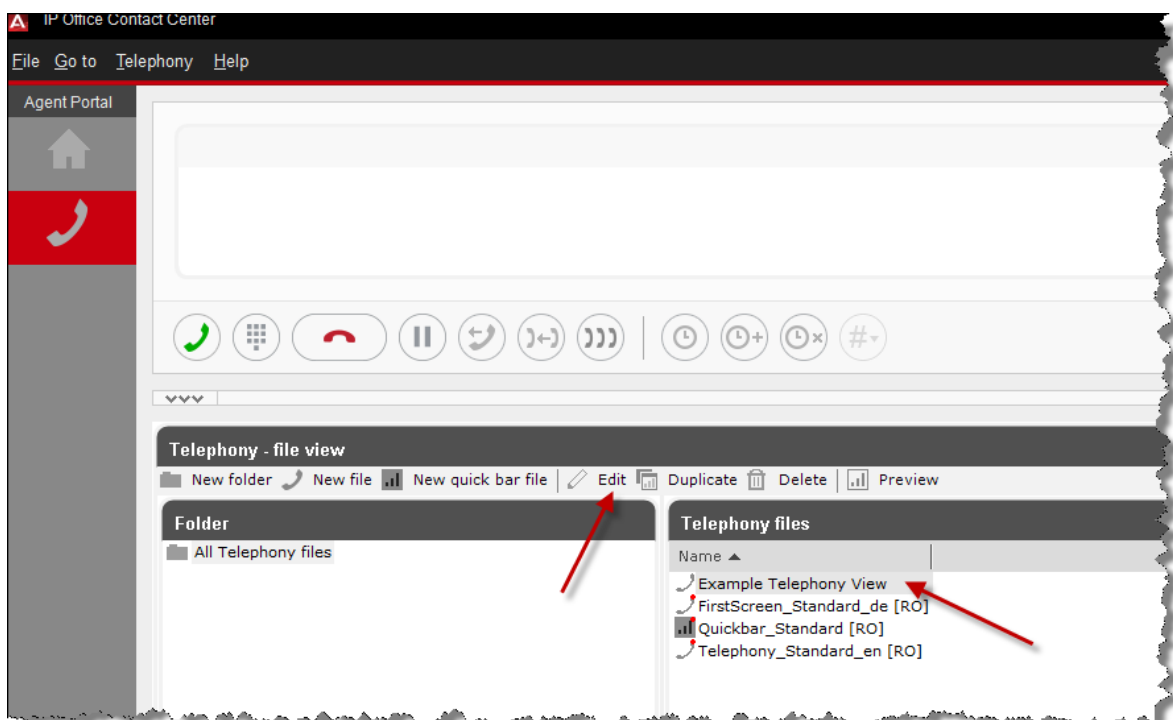 IP Office Contact Center
File Go to Telephony Help
Agent Portal
Telephony - file view
New folder New file New quick bar file Edit Duplicate Delete Preview
Folder
All Telephony files
Telephony files
Name
Example Telephony View
FirstScreen_Standard_de [RO]
Quickbar_Standard [RO]
Telephony_Standard_en [RO]